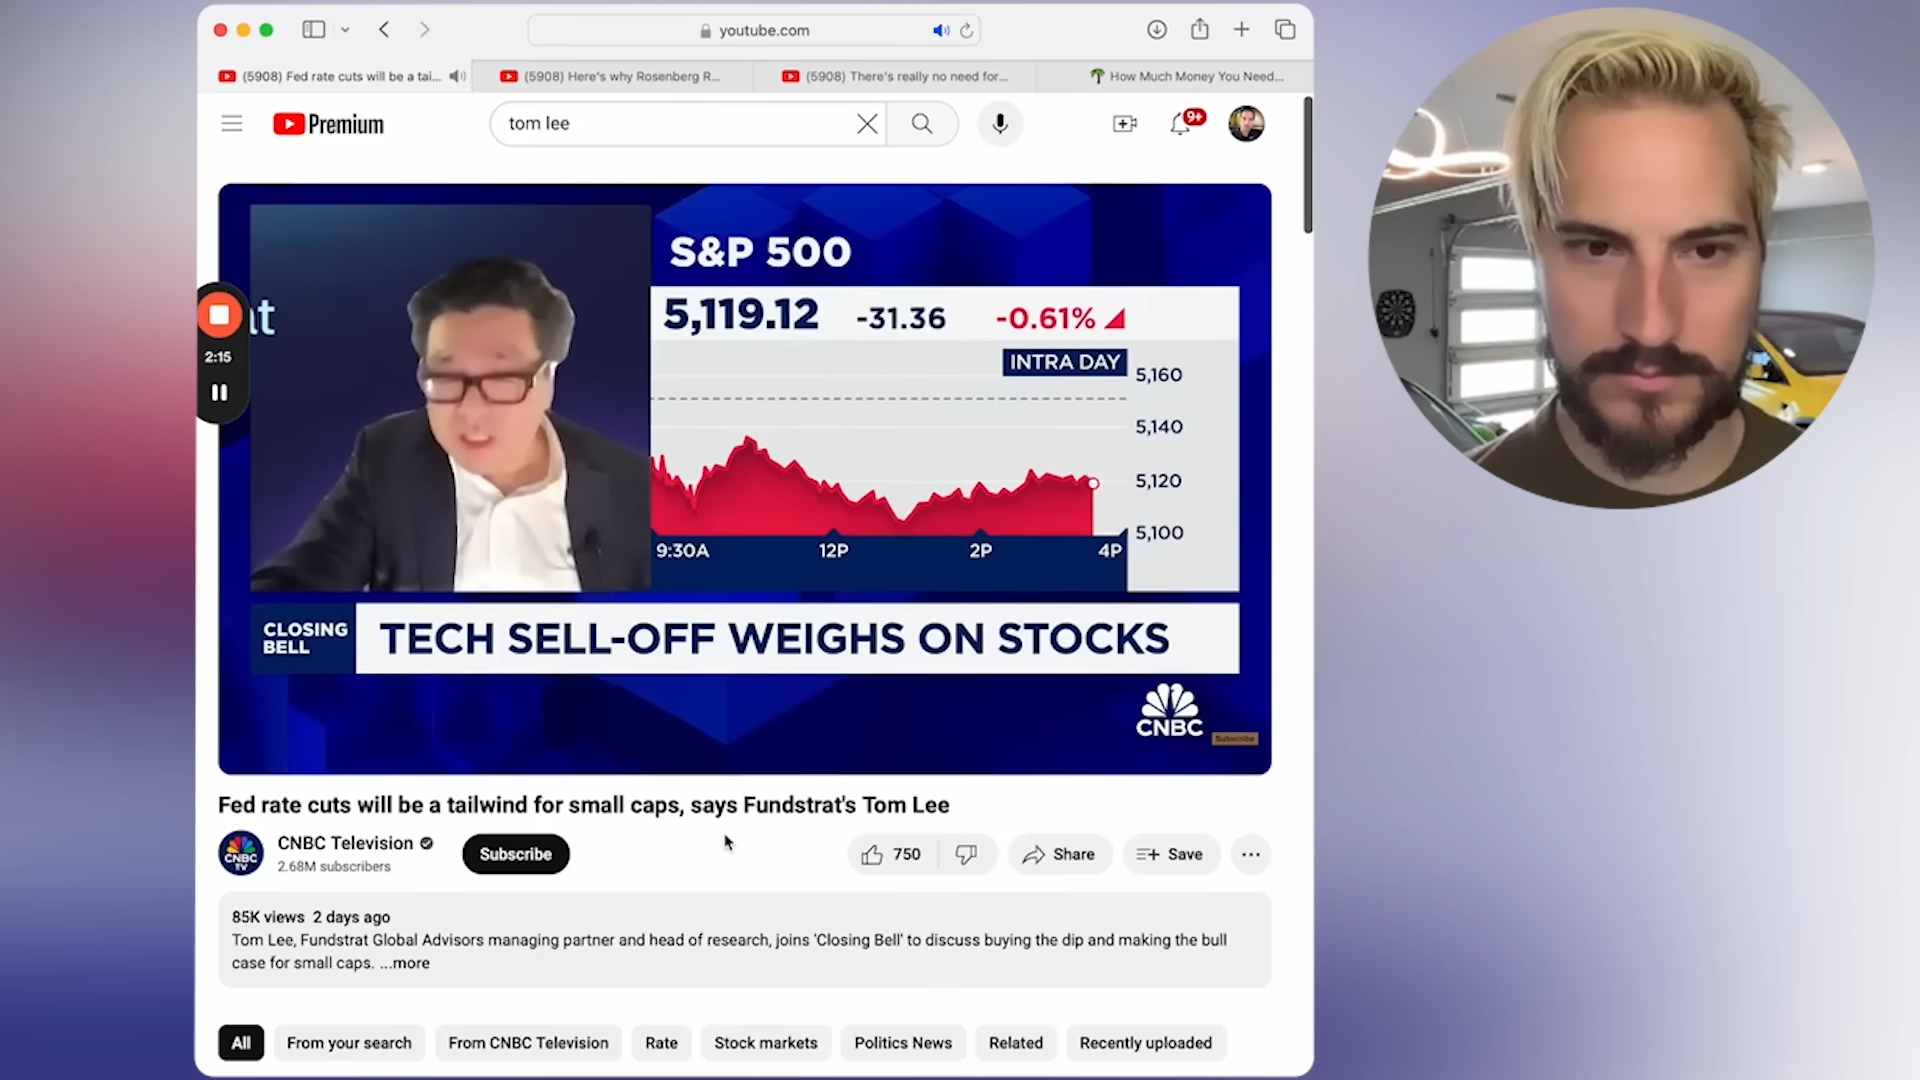 youtube.com
(5908) Fed rate cuts will be a tai...
(5908) Here's why Rosenberg R...
(5908) There's really no need for...
How Much Money You Need...
Premium
tom lee
9+
S&P 500
5,119.12 -31.36 -0.61%
INTRA DAY
5,160
5,140
5,120
5,100
9:30A 12P 2P 4P
nt
2:15
CLOSING
BELL
TECH SELL-OFF WEIGHS ON STOCKS
CNBC
Subscribe
Fed rate cuts will be a tailwind for small caps, says Fundstrat's Tom Lee
CNBC
TV
CNBC Television
2.68M subscribers
Subscribe
750
Share
Save
85K views 2 days ago
Tom Lee, Fundstrat Global Advisors managing partner and head of research, joins 'Closing Bell' to discuss buying the dip and making the bull
case for small caps. ...more
All
From your search
From CNBC Television
Rate
Stock markets
Politics News
Related
Recently uploaded